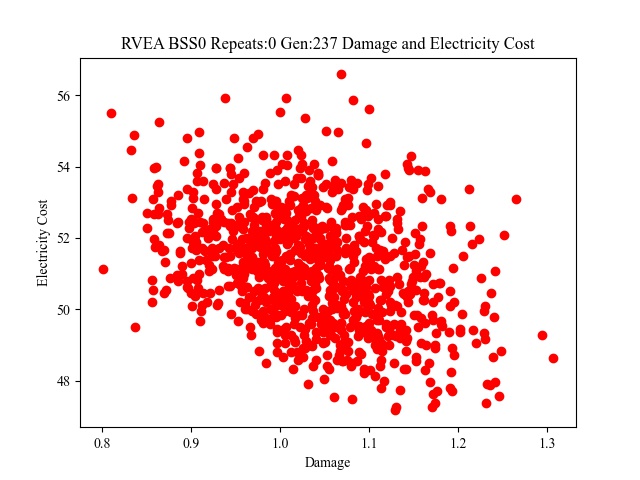 RVEA BSS0 Repeats:0 Gen:237 Damage and Electricity Cost
56
54
52
50
48
Electricity Cost
0.8 0.9 1.0 1.1 1.2 1.3
Damage